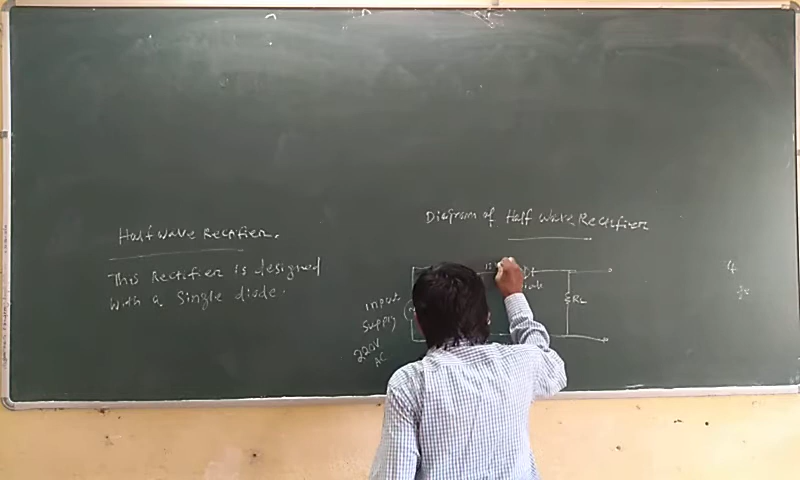 Half wave Rectifier.
This Rectifier is designed
with a Single diode.
Diagram of Half wave Rectifier
input
supply
220V
AC
RL